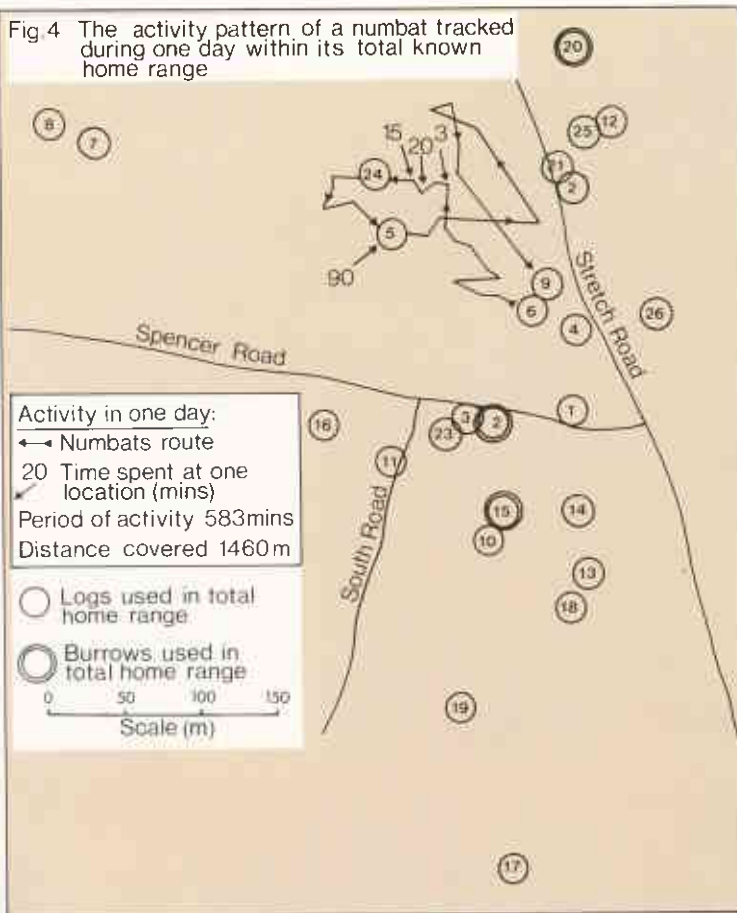 Fig.4 The activity pattern of a numbat tracked
during one day within its total known
home range
20
8
7
12
25
21
2
15
20
3
24
5
90
9
6
4
26
Stretch Road
Spencer Road
1
3
2
23
16
11
South Road
15
14
10
13
18
19
17
Activity in one day:
Numbats route
20 Time spent at one
location (mins)
Period of activity 583mins
Distance covered 1460m
Logs used in total
home range
Burrows used in
total home range
0 50 100 150
Scale (m)